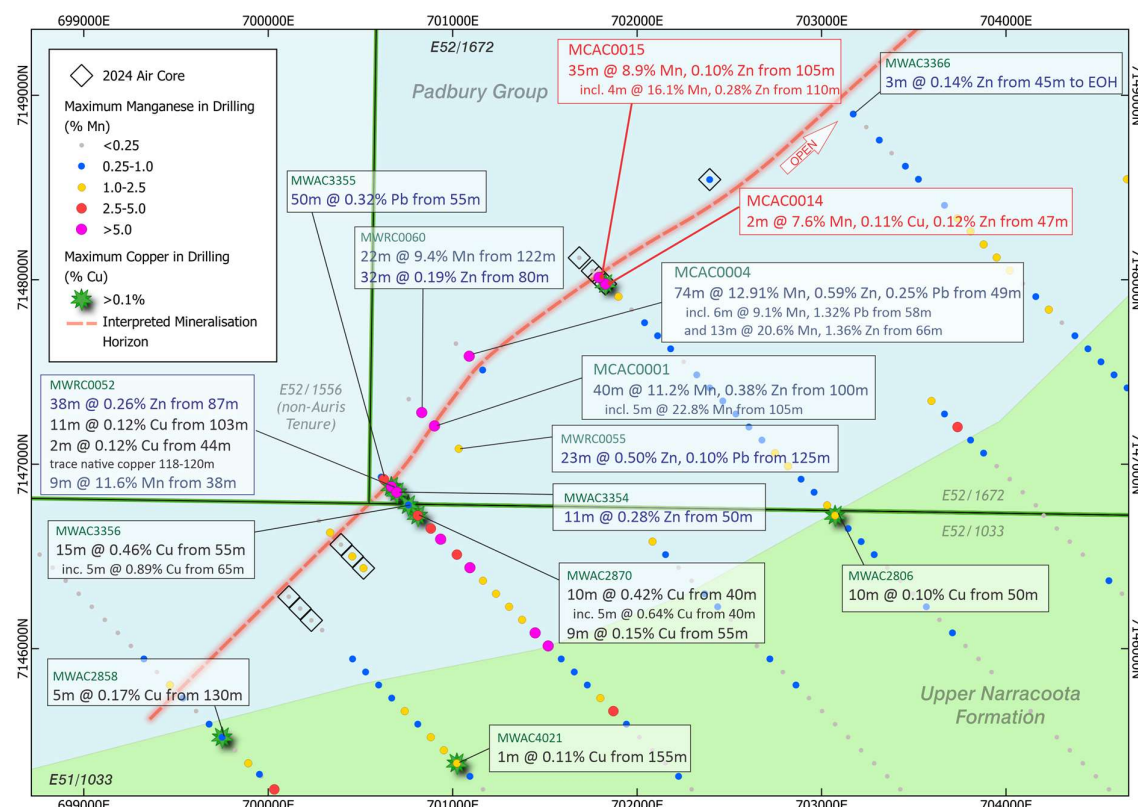 699000E
700000E
701000E
702000E
703000E
704000E
7149000N
7148000N
7147000N
7146000N
2024 Air Core
Maximum Manganese in Drilling
(% Mn)
<0.25
0.25-1.0
1.0-2.5
2.5-5.0
>5.0
Maximum Copper in Drilling
(% Cu)
>0.1%
Interpreted Mineralisation
Horizon
E52/1672
Padbury Group
MCAC0015
35m @ 8.9% Mn, 0.10% Zn from 105m
incl. 4m @ 16.1% Mn, 0.28% Zn from 110m
MWAC3366
3m @ 0.14% Zn from 45m to EOH
OPEN
MWAC3355
50m @ 0.32% Pb from 55m
MCAC0014
2m @ 7.6% Mn, 0.11% Cu, 0.12% Zn from 47m
MWRC0060
22m @ 9.4% Mn from 122m
32m @ 0.19% Zn from 80m
MCAC0004
74m @ 12.91% Mn, 0.59% Zn, 0.25% Pb from 49m
incl. 6m @ 9.1% Mn, 1.32% Pb from 58m
and 13m @ 20.6% Mn, 1.36% Zn from 66m
MCAC0001
40m @ 11.2% Mn, 0.38% Zn from 100m
incl. 5m @ 22.8% Mn from 105m
E52/1556
(non-Auris
Tenure)
MWRC0052
38m @ 0.26% Zn from 87m
11m @ 0.12% Cu from 103m
2m @ 0.12% Cu from 44m
trace native copper 118-120m
9m @ 11.6% Mn from 38m
MWRC0055
23m @ 0.50% Zn, 0.10% Pb from 125m
MWAC3354
11m @ 0.28% Zn from 50m
E52/1672
E52/1033
MWAC3356
15m @ 0.46% Cu from 55m
inc. 5m @ 0.89% Cu from 65m
MWAC2870
10m @ 0.42% Cu from 40m
inc. 5m @ 0.64% Cu from 40m
9m @ 0.15% Cu from 55m
MWAC2806
10m @ 0.10% Cu from 50m
MWAC2858
5m @ 0.17% Cu from 130m
MWAC4021
1m @ 0.11% Cu from 155m
Upper Narracoota
Formation
E51/1033
7149000N
7148000N
7147000N
7146000N
699000E
700000E
701000E
702000E
703000E
704000E